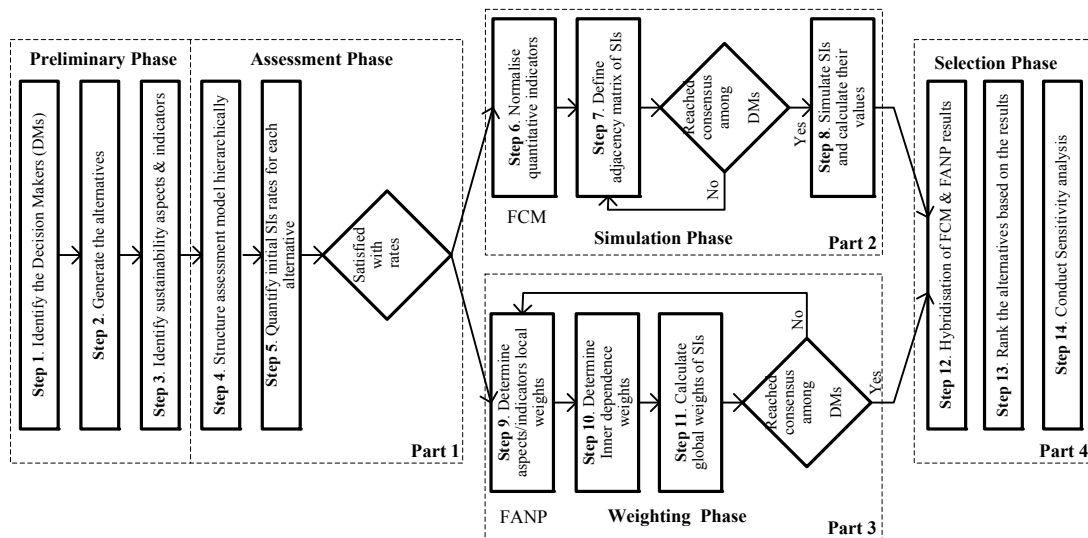 Preliminary Phase
Step 1. Identify the Decision Makers (DMs)
Step 2. Generate the alternatives
Step 3. Identify sustainability aspects & indicators
Assessment Phase
Step 4. Structure assessment model hierarchically
Step 5. Quantify initial SIs rates for each
alternative
Satisfied
with
rates
Part 1
Step 6. Normalise
quantitative indicators
FCM
Step 7. Define
adjacency matrix of SIs
Reached
consensus
among
DMs
No
Yes
Step 8. Simulate SIs
and calculate their
values
Simulation Phase
Part 2
Step 9. Determine
aspects/indicators local
weights
FANP
Step 10. Determine
Inner dependence
weights
Step 11. Calculate
global weights of SIs
Reached
consensus
among
DMs
No
Yes
Weighting Phase
Part 3
Selection Phase
Step 12. Hybridisation of FCM & FANP results
Step 13. Rank the alternatives based on the results
Step 14. Conduct Sensitivity analysis
Part 4